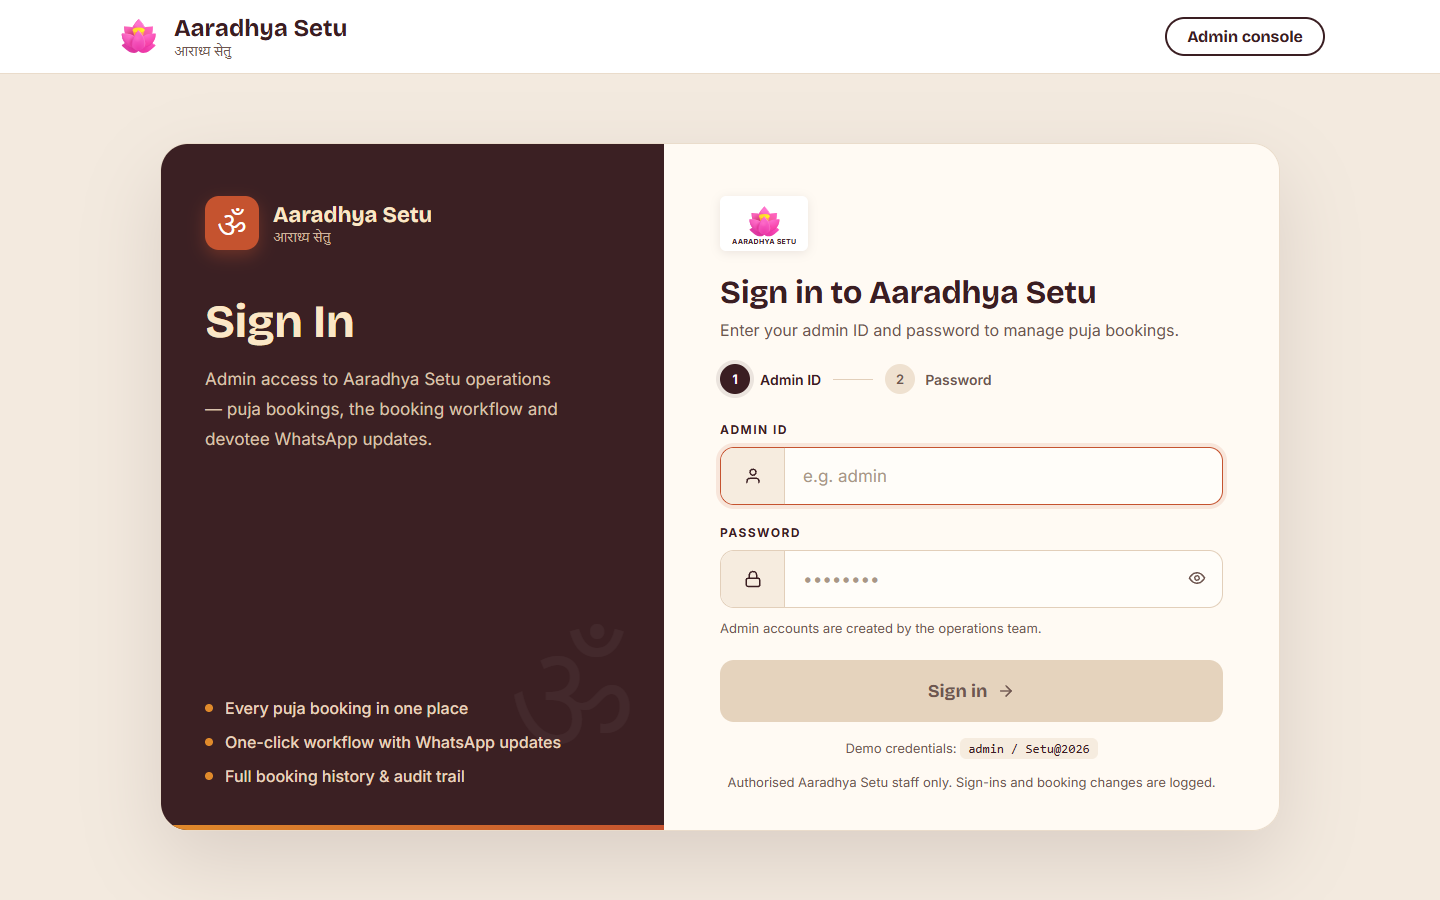 Aaradhya Setu
आराध्य सेतु
Admin console
ॐ
Aaradhya Setu
आराध्य सेतु
Sign In
Admin access to Aaradhya Setu operations
— puja bookings, the booking workflow and
devotee WhatsApp updates.
ॐ
Every puja booking in one place
One-click workflow with WhatsApp updates
Full booking history & audit trail
AARADHYA SETU
Sign in to Aaradhya Setu
Enter your admin ID and password to manage puja bookings.
1 Admin ID 2 Password
ADMIN ID
e.g. admin
PASSWORD
••••••••
Admin accounts are created by the operations team.
Sign in →
Demo credentials: admin / Setu@2026
Authorised Aaradhya Setu staff only. Sign-ins and booking changes are logged.